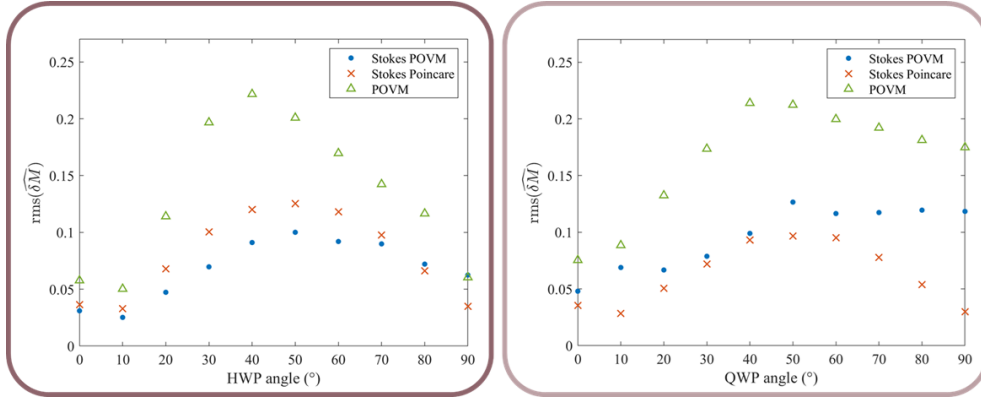 Stokes POVM
Stokes Poincare
POVM
0.25
0.2
0.15
0.1
0.05
0
rms(δM̂)
0 10 20 30 40 50 60 70 80 90
HWP angle (°)
Stokes POVM
Stokes Poincare
POVM
0.25
0.2
0.15
0.1
0.05
0
rms(δM̂)
0 10 20 30 40 50 60 70 80 90
QWP angle (°)